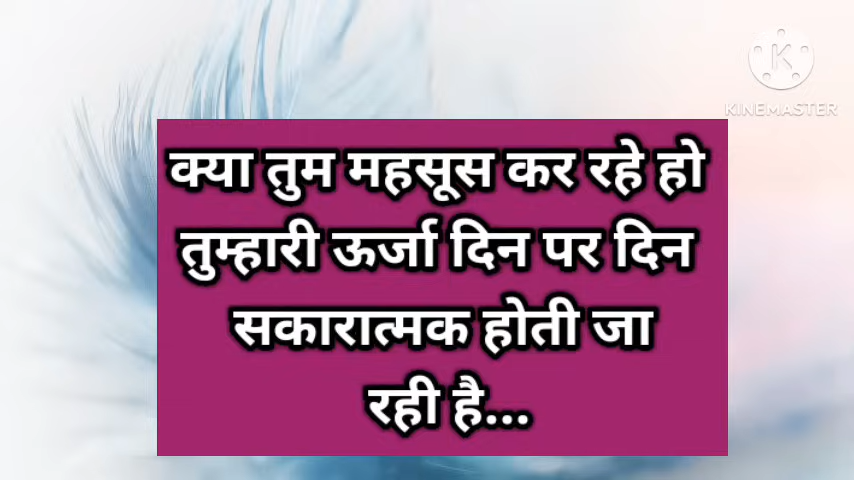 KINEMASTER
क्या तुम महसूस कर रहे हो
तुम्हारी ऊर्जा दिन पर दिन
सकारात्मक होती जा
रही है...